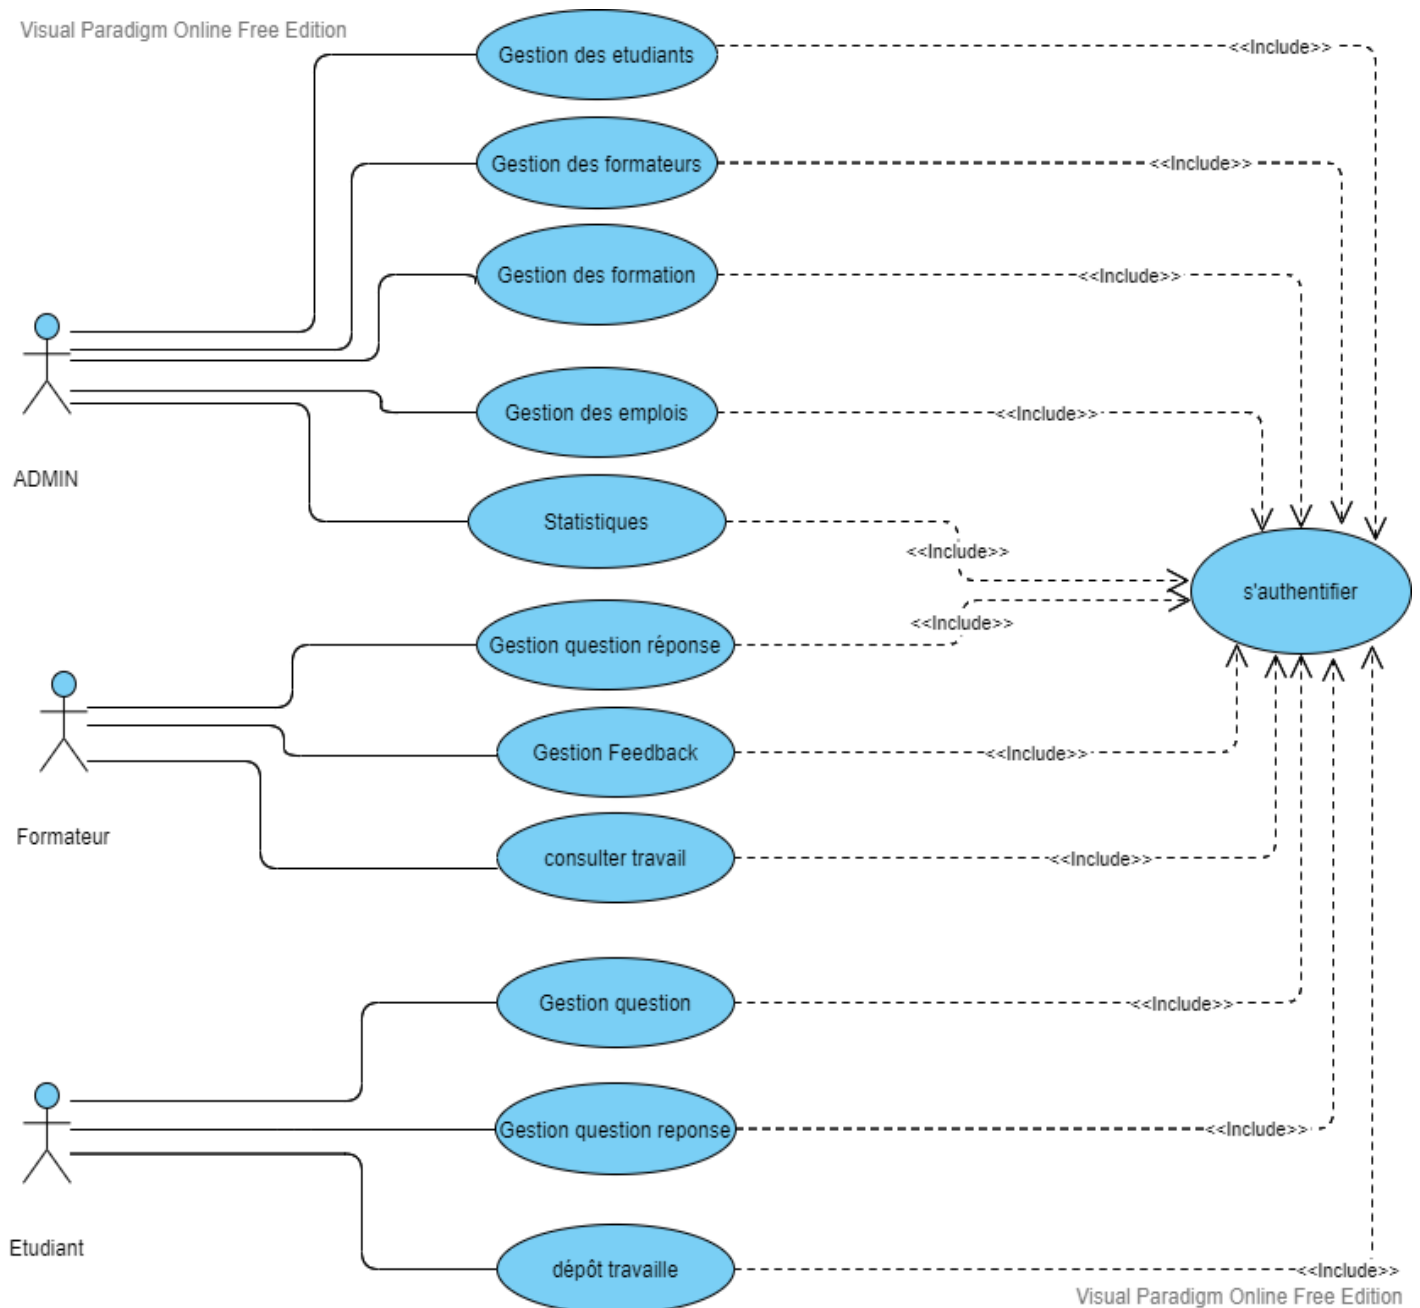 Visual Paradigm Online Free Edition
Gestion des etudiants
<<Include>>
Gestion des formateurs
<<Include>>
Gestion des formation
<<Include>>
ADMIN
Gestion des emplois
<<Include>>
Statistiques
<<Include>>
s'authentifier
Gestion question réponse
<<Include>>
Formateur
Gestion Feedback
<<Include>>
consulter travail
<<Include>>
Gestion question
<<Include>>
Gestion question reponse
<<Include>>
Etudiant
dépôt travaille
<<Include>>
Visual Paradigm Online Free Edition